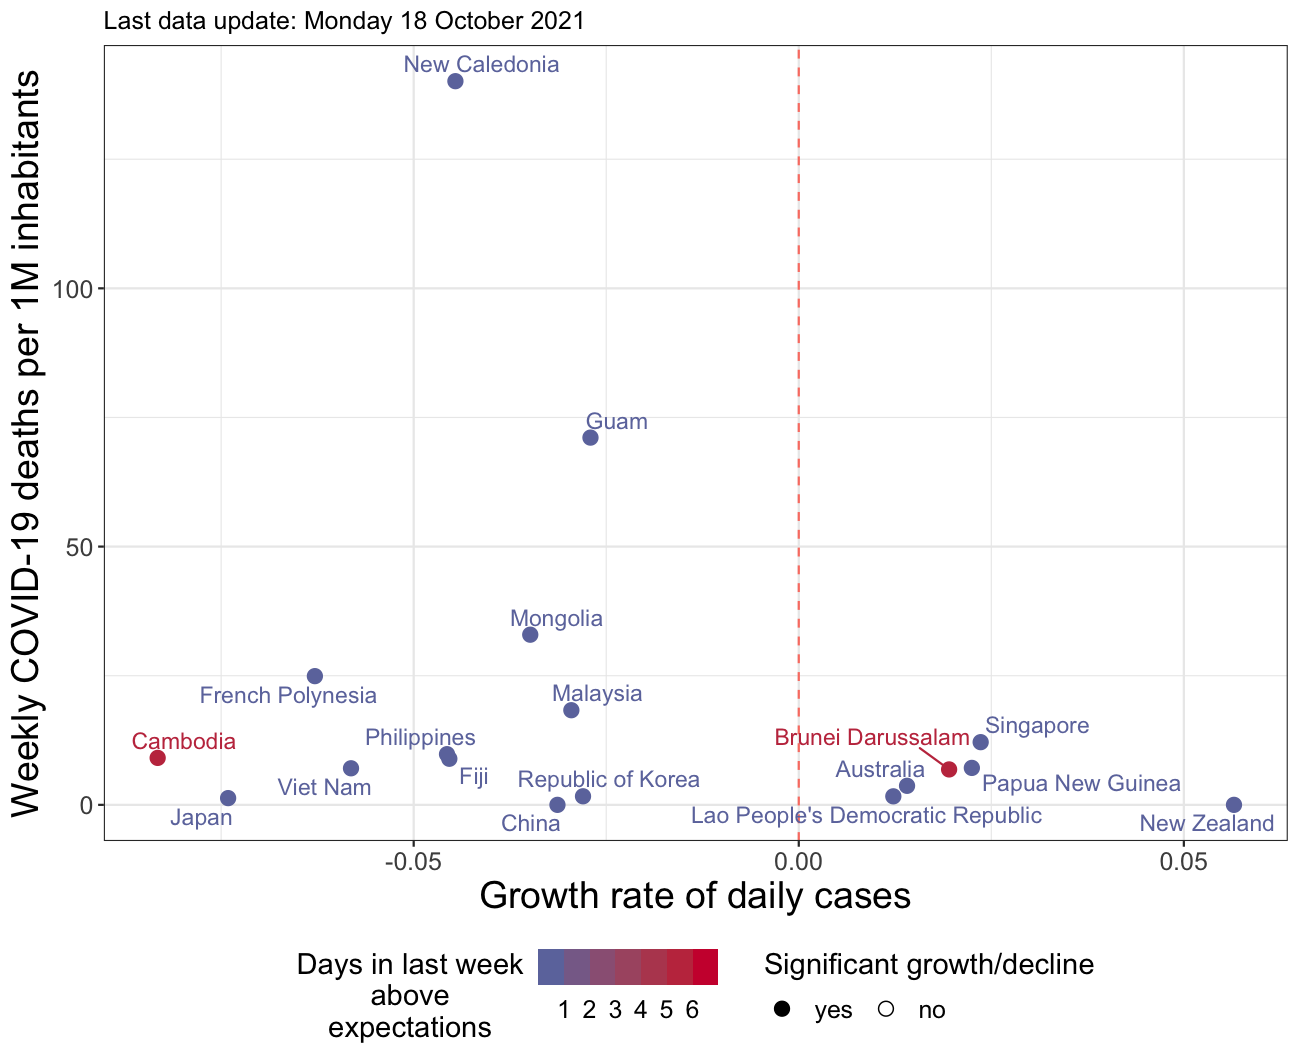 Last data update: Monday 18 October 2021
Weekly COVID-19 deaths per 1M inhabitants
100
50
0
New Caledonia
Guam
Mongolia
French Polynesia
Malaysia
Singapore
Cambodia
Philippines
Brunei Darussalam
Australia
Fiji
Republic of Korea
Papua New Guinea
Viet Nam
Japan
China
Lao People's Democratic Republic
New Zealand
-0.05
0.00
0.05
Growth rate of daily cases
Days in last week
above
expectations
1 2 3 4 5 6
Significant growth/decline
yes no